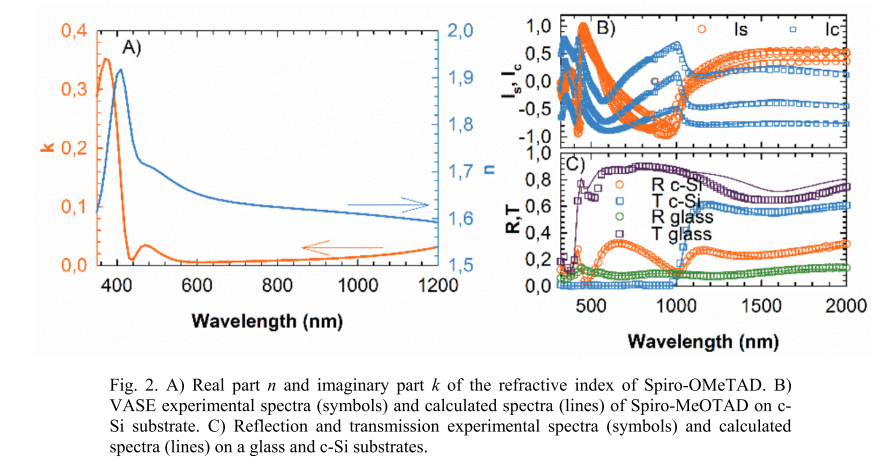 A)
k
0,4
0,3
0,2
0,1
0,0
n
2,0
1,9
1,8
1,7
1,6
1,5
400 600 800 1000 1200
Wavelength (nm)
B)
Is Ic
I_s, I_c
1,0
0,5
0,0
-0,5
-1,0
C)
R,T
1,0
0,8
0,6
0,4
0,2
0,0
R c-Si
T c-Si
R glass
T glass
500 1000 1500 2000
Wavelength (nm)
Fig. 2. A) Real part n and imaginary part k of the refractive index of Spiro-OMeTAD. B)
VASE experimental spectra (symbols) and calculated spectra (lines) of Spiro-MeOTAD on c-
Si substrate. C) Reflection and transmission experimental spectra (symbols) and calculated
spectra (lines) on a glass and c-Si substrates.